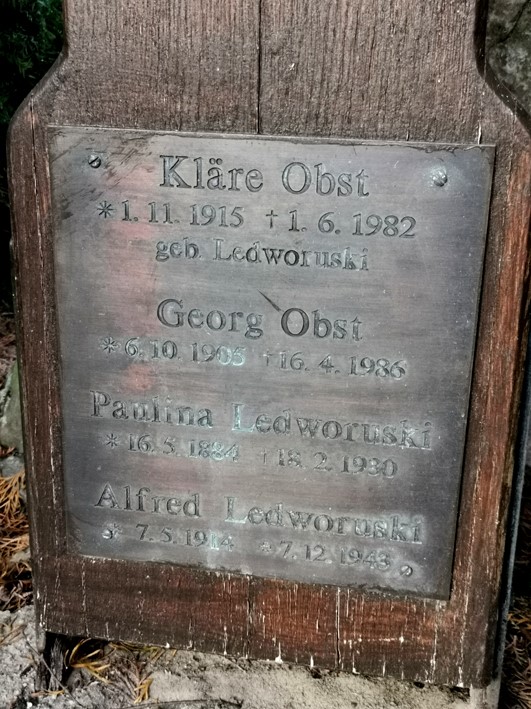 Kläre Obst
*1.11.1915 †1.6.1982
geb. Ledworuski
Georg Obst
*6.10.1905 †16.4.1986
Paulina Ledworuski
*16.5.1884 †18.2.1930
Alfred Ledworuski
*7.5.1914 †7.12.1943